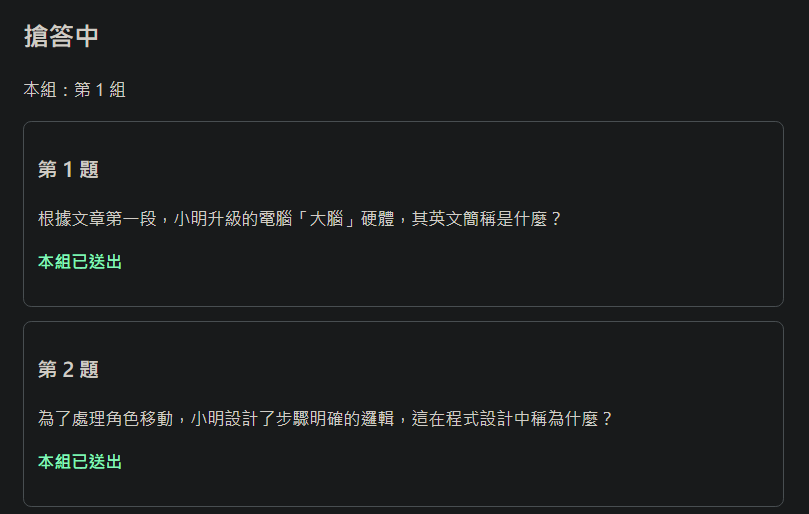 搶答中
本組：第 1 組
第 1 題
根據文章第一段，小明升級的電腦「大腦」硬體，其英文簡稱是什麼？
本組已送出
第 2 題
為了處理角色移動，小明設計了步驟明確的邏輯，這在程式設計中稱為什麼？
本組已送出